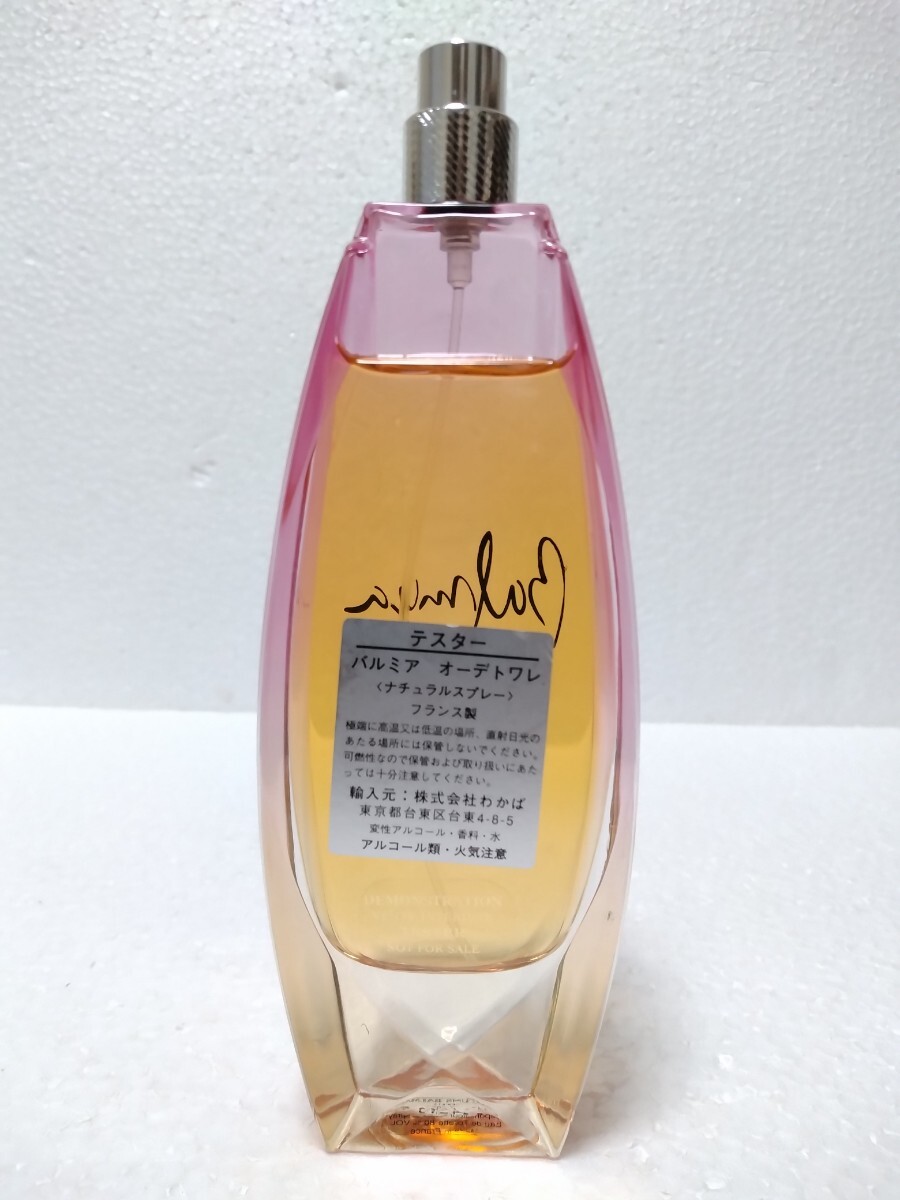 Balmya
テスター
バルミア　オーデトワレ
〈ナチュラルスプレー〉
フランス製
極端に高温又は低温の場所、直射日光の
あたる場所には保管しないでください。
可燃性なので保管および取り扱いにあた
っては十分注意してください。
輸入元：株式会社わかば
東京都台東区台東4-8-5
変性アルコール・香料・水
アルコール類・火気注意
DEMONSTRATION
NOT FOR SALE
80 % VOL
France